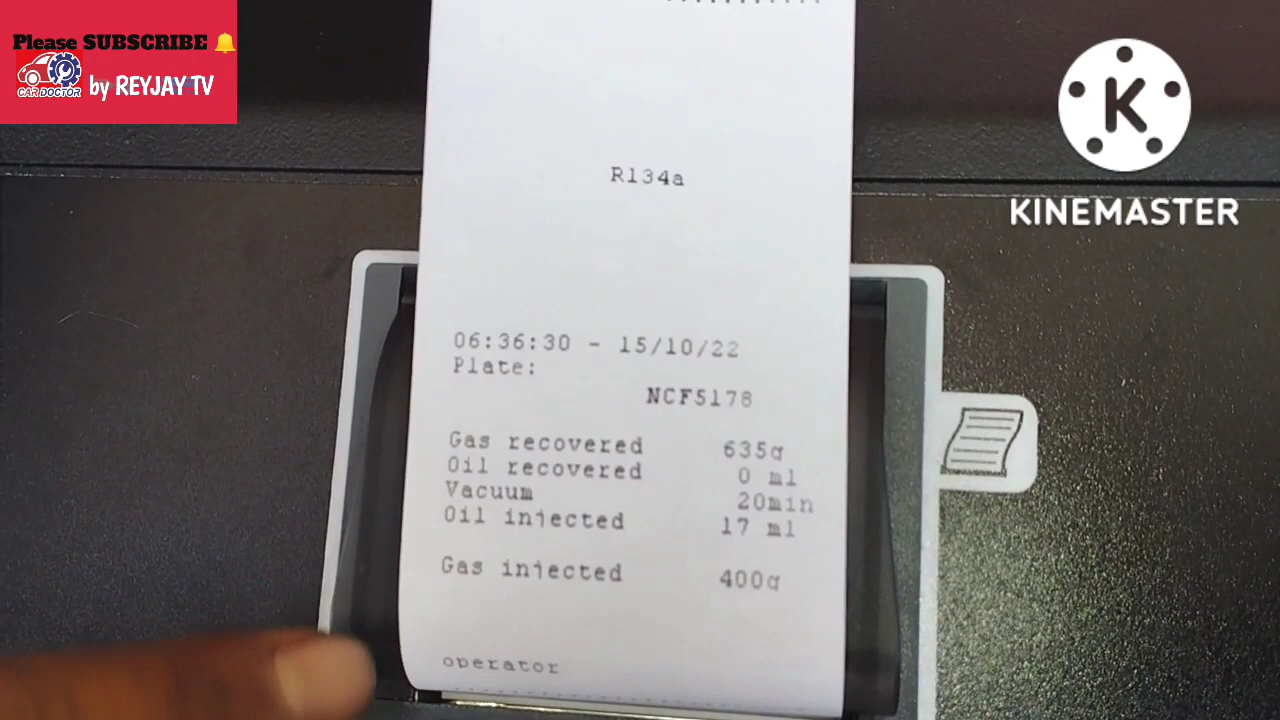 Please SUBSCRIBE 🔔
CAR DOCTOR
by REYJAY TV
K
KINEMASTER
R134a
06:36:30 - 15/10/22
Plate:
NCF5178
Gas recovered 635g
Oil recovered 0 ml
Vacuum 20min
Oil injected 17 ml
Gas injected 400g
operator